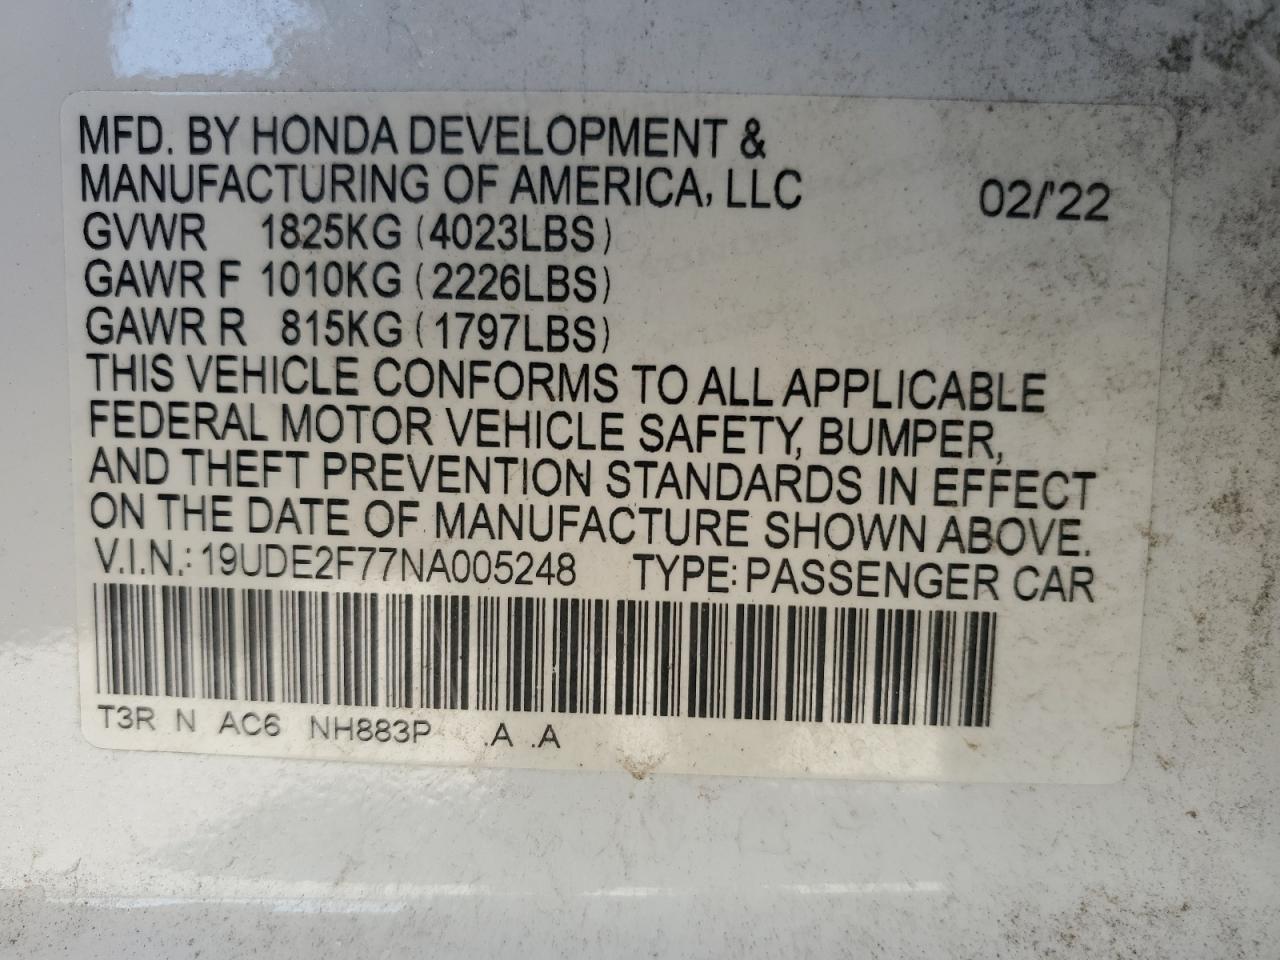 MFD. BY HONDA DEVELOPMENT &
MANUFACTURING OF AMERICA, LLC 02/'22
GVWR 1825KG (4023LBS)
GAWR F 1010KG (2226LBS)
GAWR R 815KG (1797LBS)
THIS VEHICLE CONFORMS TO ALL APPLICABLE
FEDERAL MOTOR VEHICLE SAFETY, BUMPER,
AND THEFT PREVENTION STANDARDS IN EFFECT
ON THE DATE OF MANUFACTURE SHOWN ABOVE.
V.I.N.: 19UDE2F77NA005248 TYPE: PASSENGER CAR
T3R N AC6 NH883P .A .A